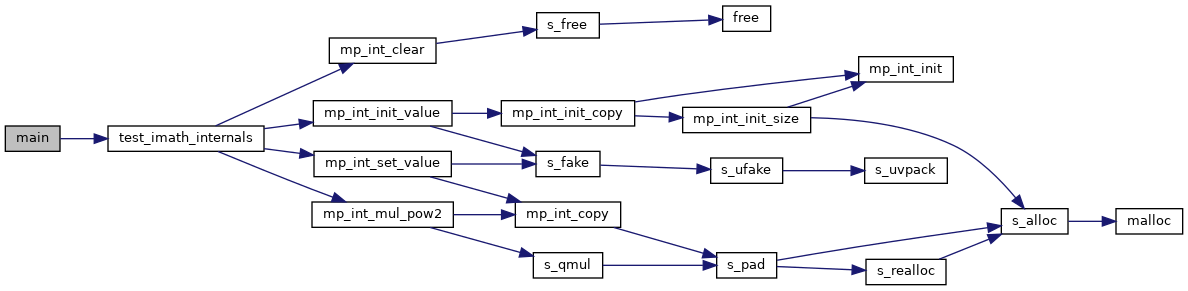 main
test_imath_internals
mp_int_clear
s_free
free
mp_int_init_value
mp_int_init_copy
mp_int_init
mp_int_init_size
mp_int_set_value
s_fake
s_ufake
s_uvpack
mp_int_mul_pow2
mp_int_copy
s_alloc
malloc
s_qmul
s_pad
s_realloc